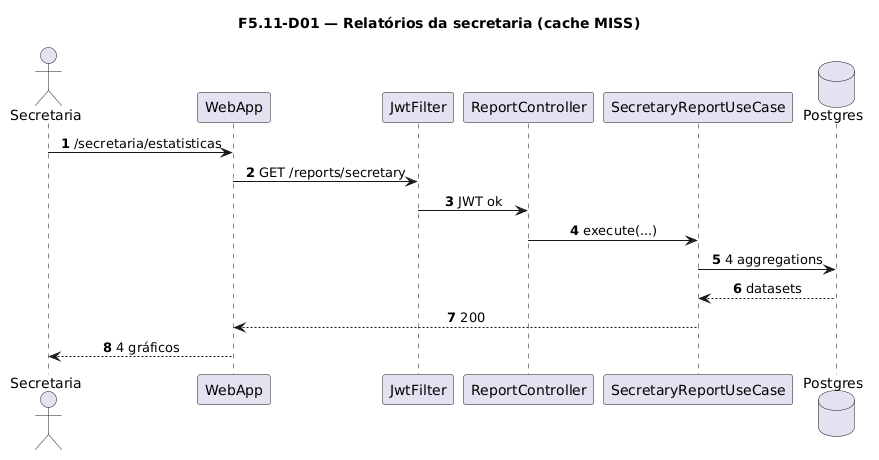 F5.11-D01 — Relatórios da secretaria (cache MISS)
Secretaria
WebApp
JwtFilter
ReportController
SecretaryReportUseCase
Postgres
1 /secretaria/estatisticas
2 GET /reports/secretary
3 JWT ok
4 execute(...)
5 4 aggregations
6 datasets
7 200
8 4 gráficos
Secretaria
WebApp
JwtFilter
ReportController
SecretaryReportUseCase
Postgres